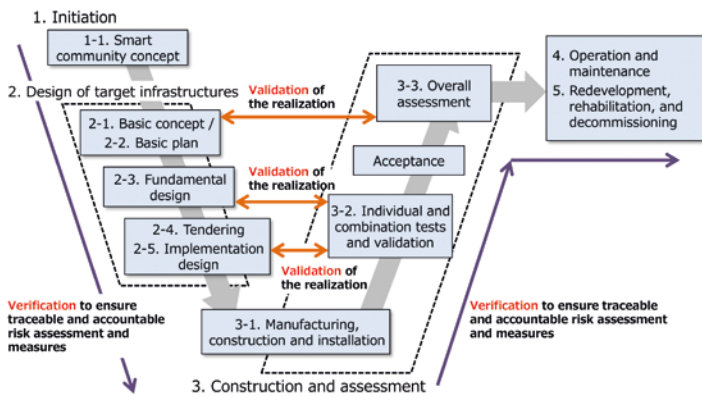 1. Initiation
1-1. Smart
community concept
2. Design of target infrastructures
2-1. Basic concept /
2-2. Basic plan
2-3. Fundamental
design
2-4. Tendering
2-5. Implementation
design
Verification to ensure
traceable and accountable
risk assessment and
measures
Validation of
the realization
Validation of
the realization
Validation of
the realization
3-1. Manufacturing,
construction and installation
3. Construction and assessment
3-2. Individual and
combination tests
and validation
Acceptance
3-3. Overall
assessment
4. Operation and
maintenance
5. Redevelopment,
rehabilitation, and
decommissioning
Verification to ensure traceable
and accountable risk assessment
and measures